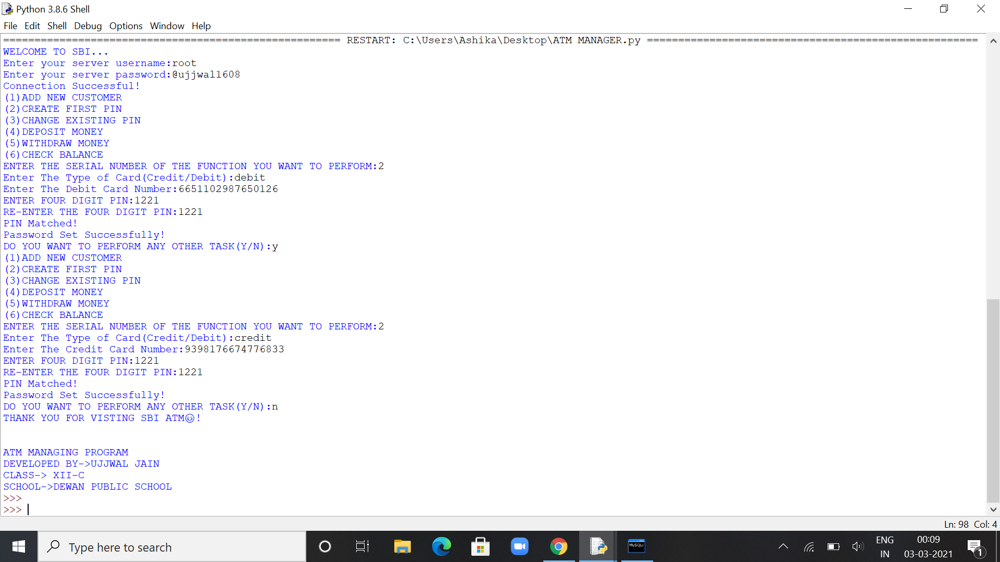 Python 3.8.6 Shell
File Edit Shell Debug Options Window Help
====================================================== RESTART: C:\Users\Ashika\Desktop\ATM MANAGER.py =====================================================
WELCOME TO SBI...
Enter your server username:root
Enter your server password:@ujjwal1608
Connection Successful!
(1)ADD NEW CUSTOMER
(2)CREATE FIRST PIN
(3)CHANGE EXISTING PIN
(4)DEPOSIT MONEY
(5)WITHDRAW MONEY
(6)CHECK BALANCE
ENTER THE SERIAL NUMBER OF THE FUNCTION YOU WANT TO PERFORM:2
Enter The Type of Card(Credit/Debit):debit
Enter The Debit Card Number:6651102987650126
ENTER FOUR DIGIT PIN:1221
RE-ENTER THE FOUR DIGIT PIN:1221
PIN Matched!
Password Set Successfully!
DO YOU WANT TO PERFORM ANY OTHER TASK(Y/N):y
(1)ADD NEW CUSTOMER
(2)CREATE FIRST PIN
(3)CHANGE EXISTING PIN
(4)DEPOSIT MONEY
(5)WITHDRAW MONEY
(6)CHECK BALANCE
ENTER THE SERIAL NUMBER OF THE FUNCTION YOU WANT TO PERFORM:2
Enter The Type of Card(Credit/Debit):credit
Enter The Credit Card Number:9398176674776833
ENTER FOUR DIGIT PIN:1221
RE-ENTER THE FOUR DIGIT PIN:1221
PIN Matched!
Password Set Successfully!
DO YOU WANT TO PERFORM ANY OTHER TASK(Y/N):n
THANK YOU FOR VISTING SBI ATM😊!
ATM MANAGING PROGRAM
DEVELOPED BY->UJJWAL JAIN
CLASS-> XII-C
SCHOOL->DEWAN PUBLIC SCHOOL
>>>
>>>
Ln: 98 Col: 4
Type here to search
MySQL>
ENG
IN
00:09
03-03-2021
1